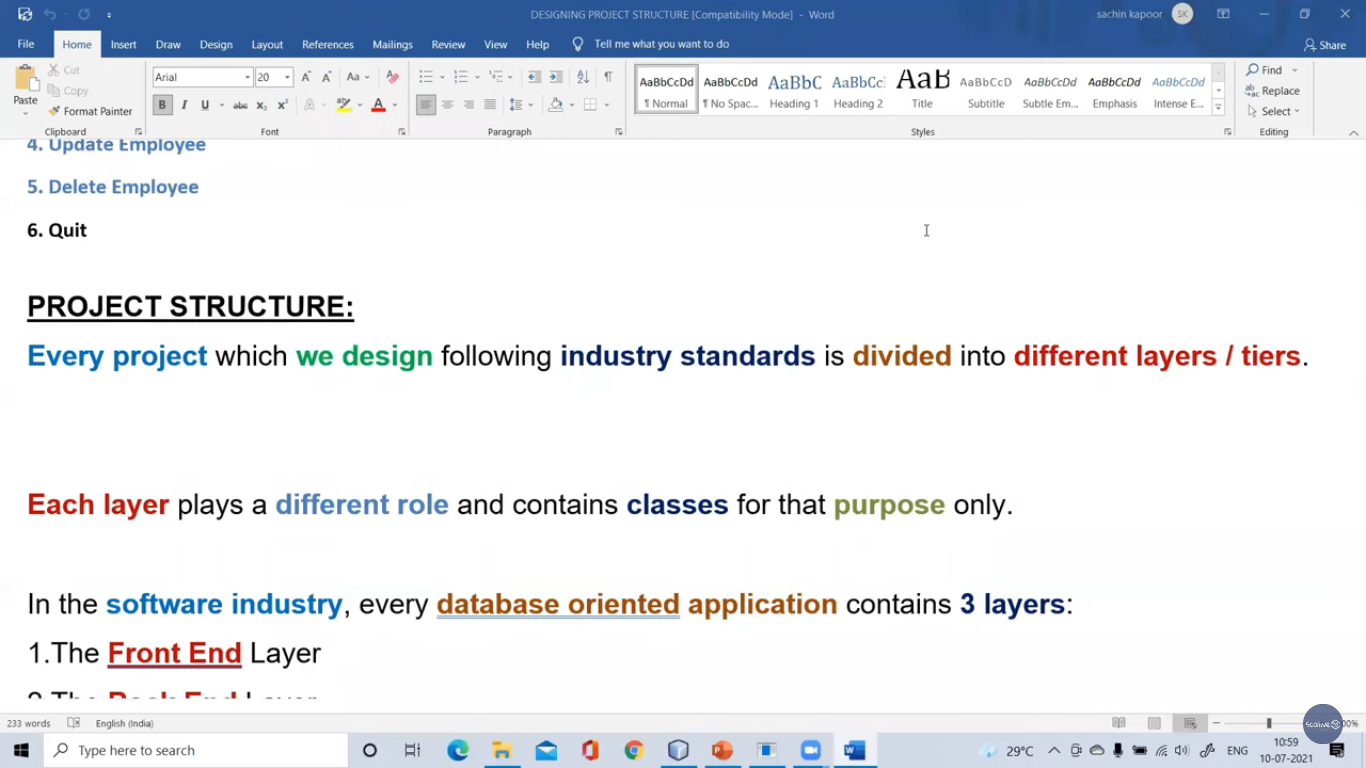 DESIGNING PROJECT STRUCTURE [Compatibility Mode] - Word
sachin kapoor
SK
File Home Insert Draw Design Layout References Mailings Review View Help Tell me what you want to do
Share
Paste
Cut
Copy
Format Painter
Clipboard
Arial 20
Font
Paragraph
AaBbCcDd AaBbCcDd AaBbC AaBbCc AaB AaBbCcD AaBbCcDd AaBbCcDd AaBbCcDd
¶ Normal ¶ No Spac... Heading 1 Heading 2 Title Subtitle Subtle Em... Emphasis Intense E...
Styles
Find
Replace
Select
Editing
4. Update Employee
5. Delete Employee
6. Quit
PROJECT STRUCTURE:
Every project which we design following industry standards is divided into different layers / tiers.
Each layer plays a different role and contains classes for that purpose only.
In the software industry, every database oriented application contains 3 layers:
1.The Front End Layer
2.The Back End Layer
233 words English (India)
scalive
Type here to search
29°C
ENG
10:59
10-07-2021